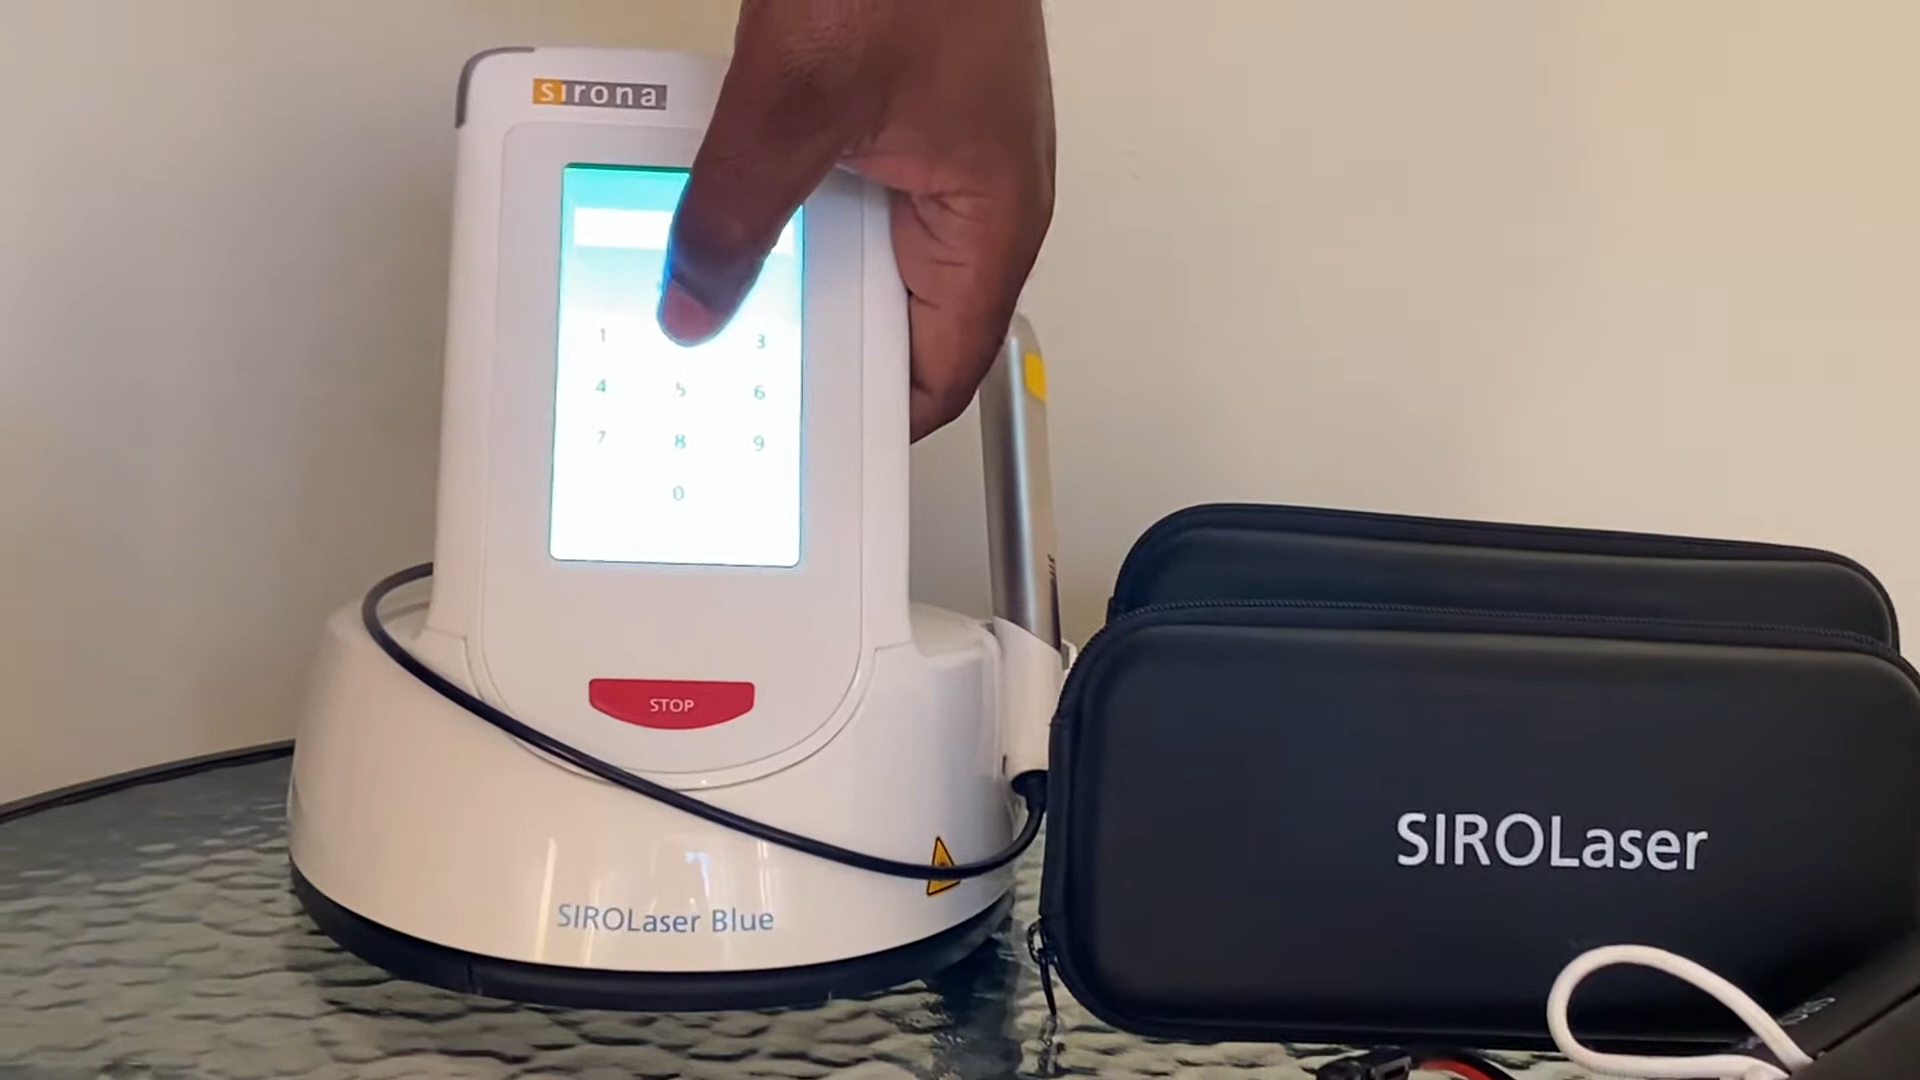 sirona
1 3
4 5 6
7 8 9
0
STOP
SIROLaser Blue
SIROLaser